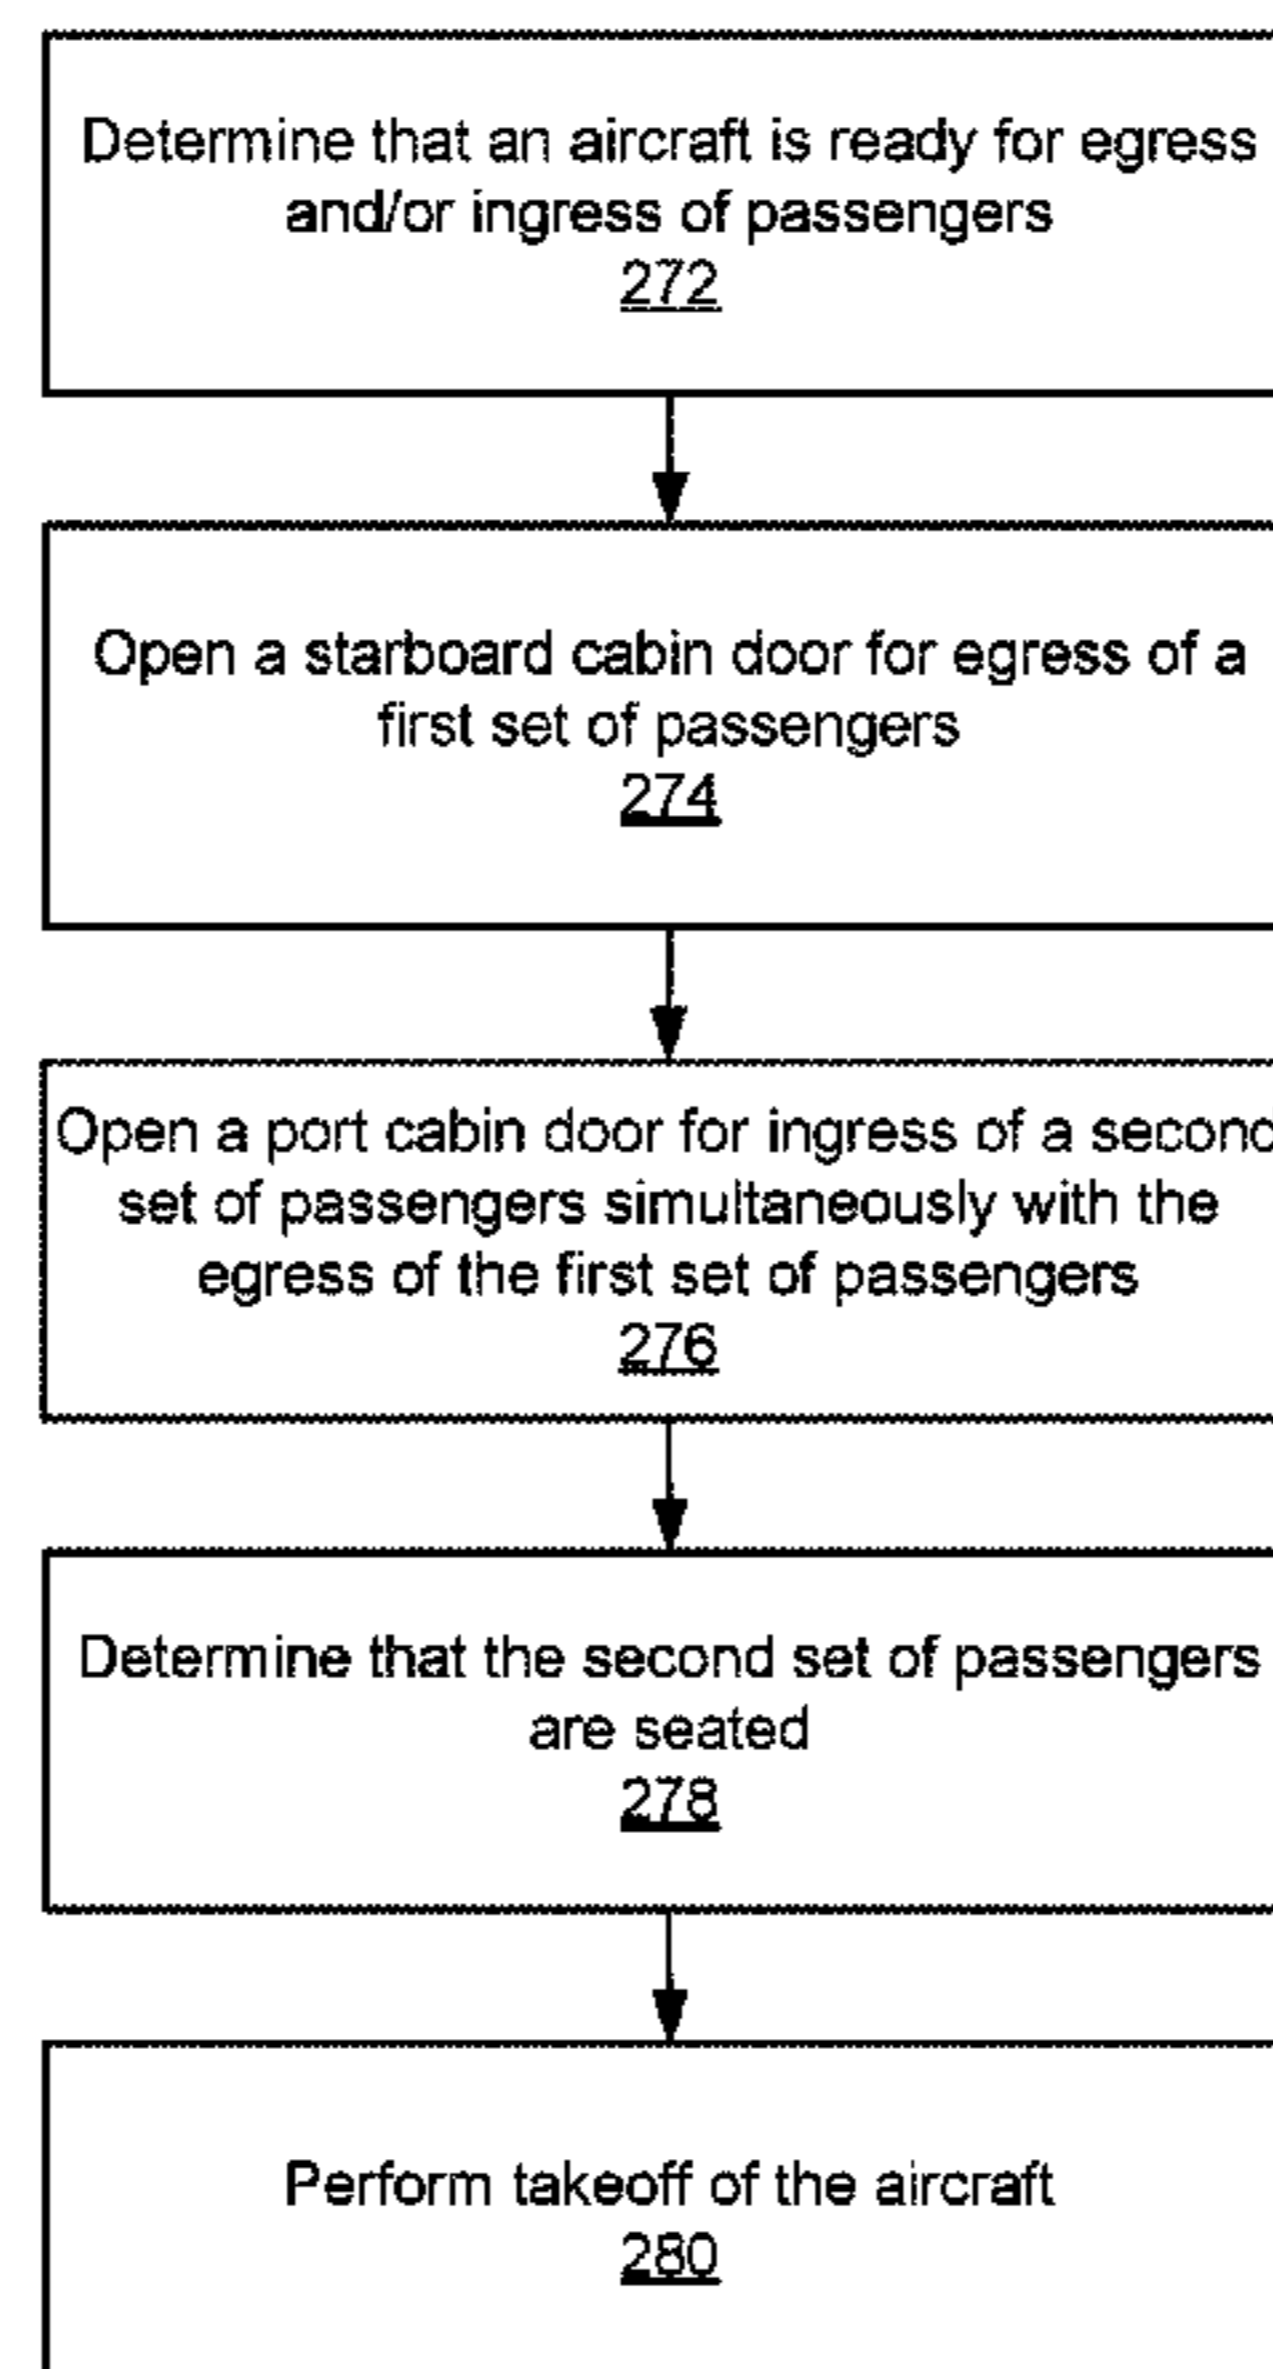 Determine that an aircraft is ready for egress
and/or ingress of passengers
272
Open a starboard cabin door for egress of a
first set of passengers
274
Open a port cabin door for ingress of a second
set of passengers simultaneously with the
egress of the first set of passengers
276
Determine that the second set of passengers
are seated
278
Perform takeoff of the aircraft
280